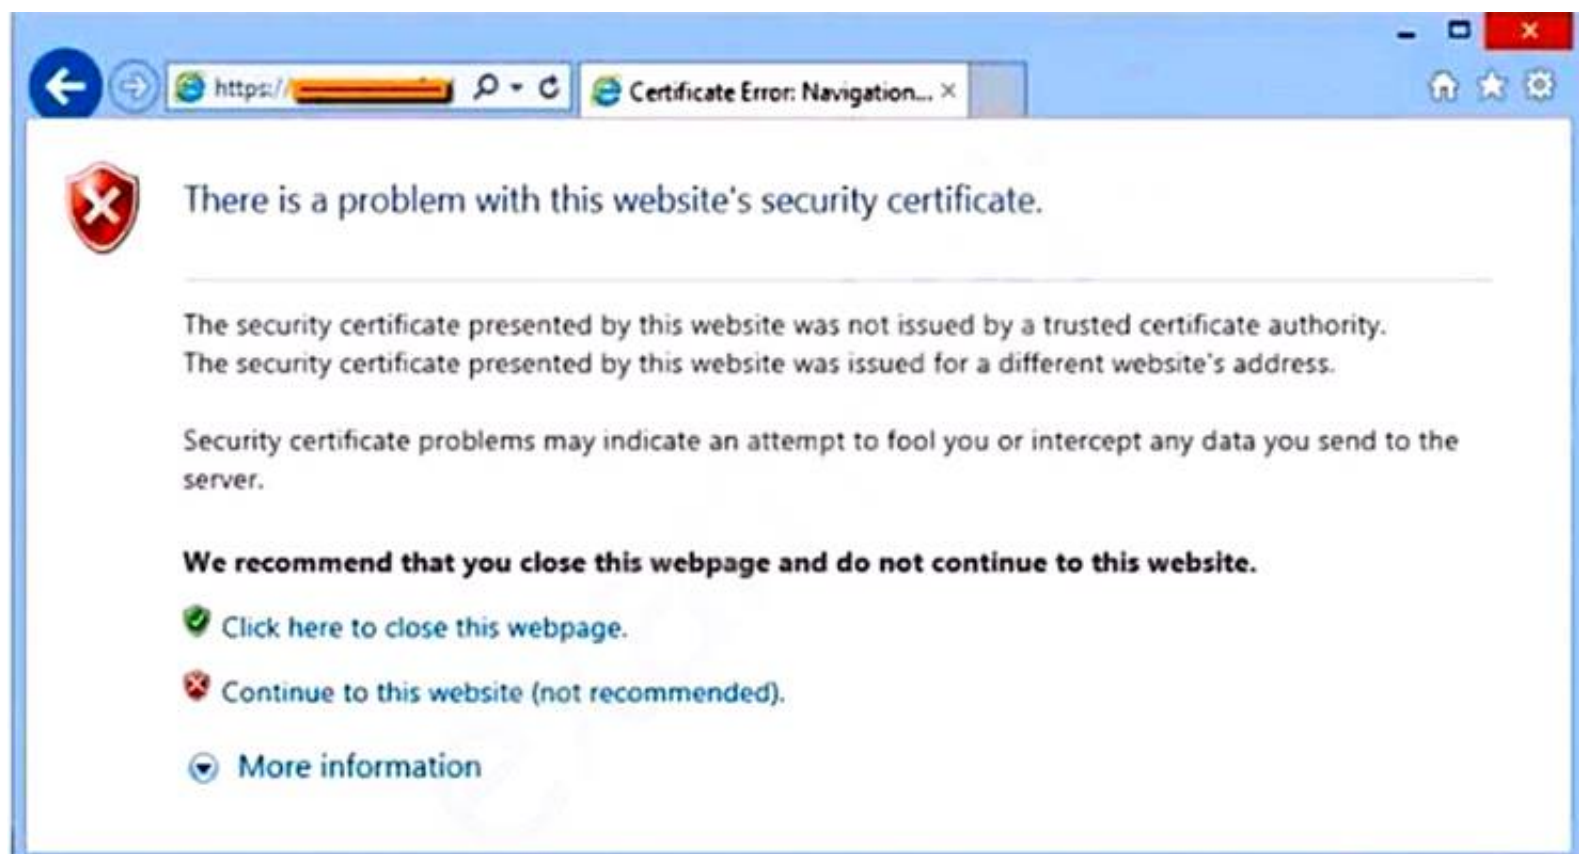 https://
Certificate Error: Navigation...
There is a problem with this website's security certificate.
The security certificate presented by this website was not issued by a trusted certificate authority.
The security certificate presented by this website was issued for a different website's address.
Security certificate problems may indicate an attempt to fool you or intercept any data you send to the
server.
We recommend that you close this webpage and do not continue to this website.
Click here to close this webpage.
Continue to this website (not recommended).
More information